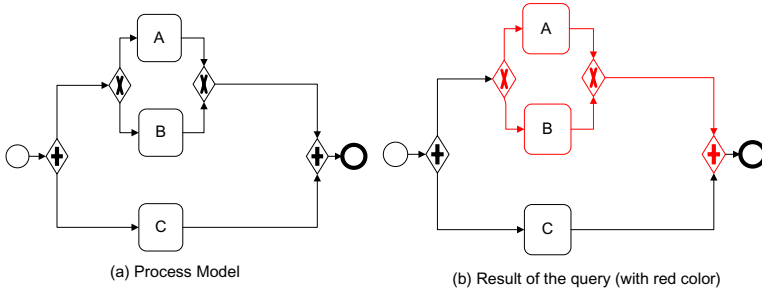 A
B
C
(a) Process Model
A
B
C
(b) Result of the query (with red color)